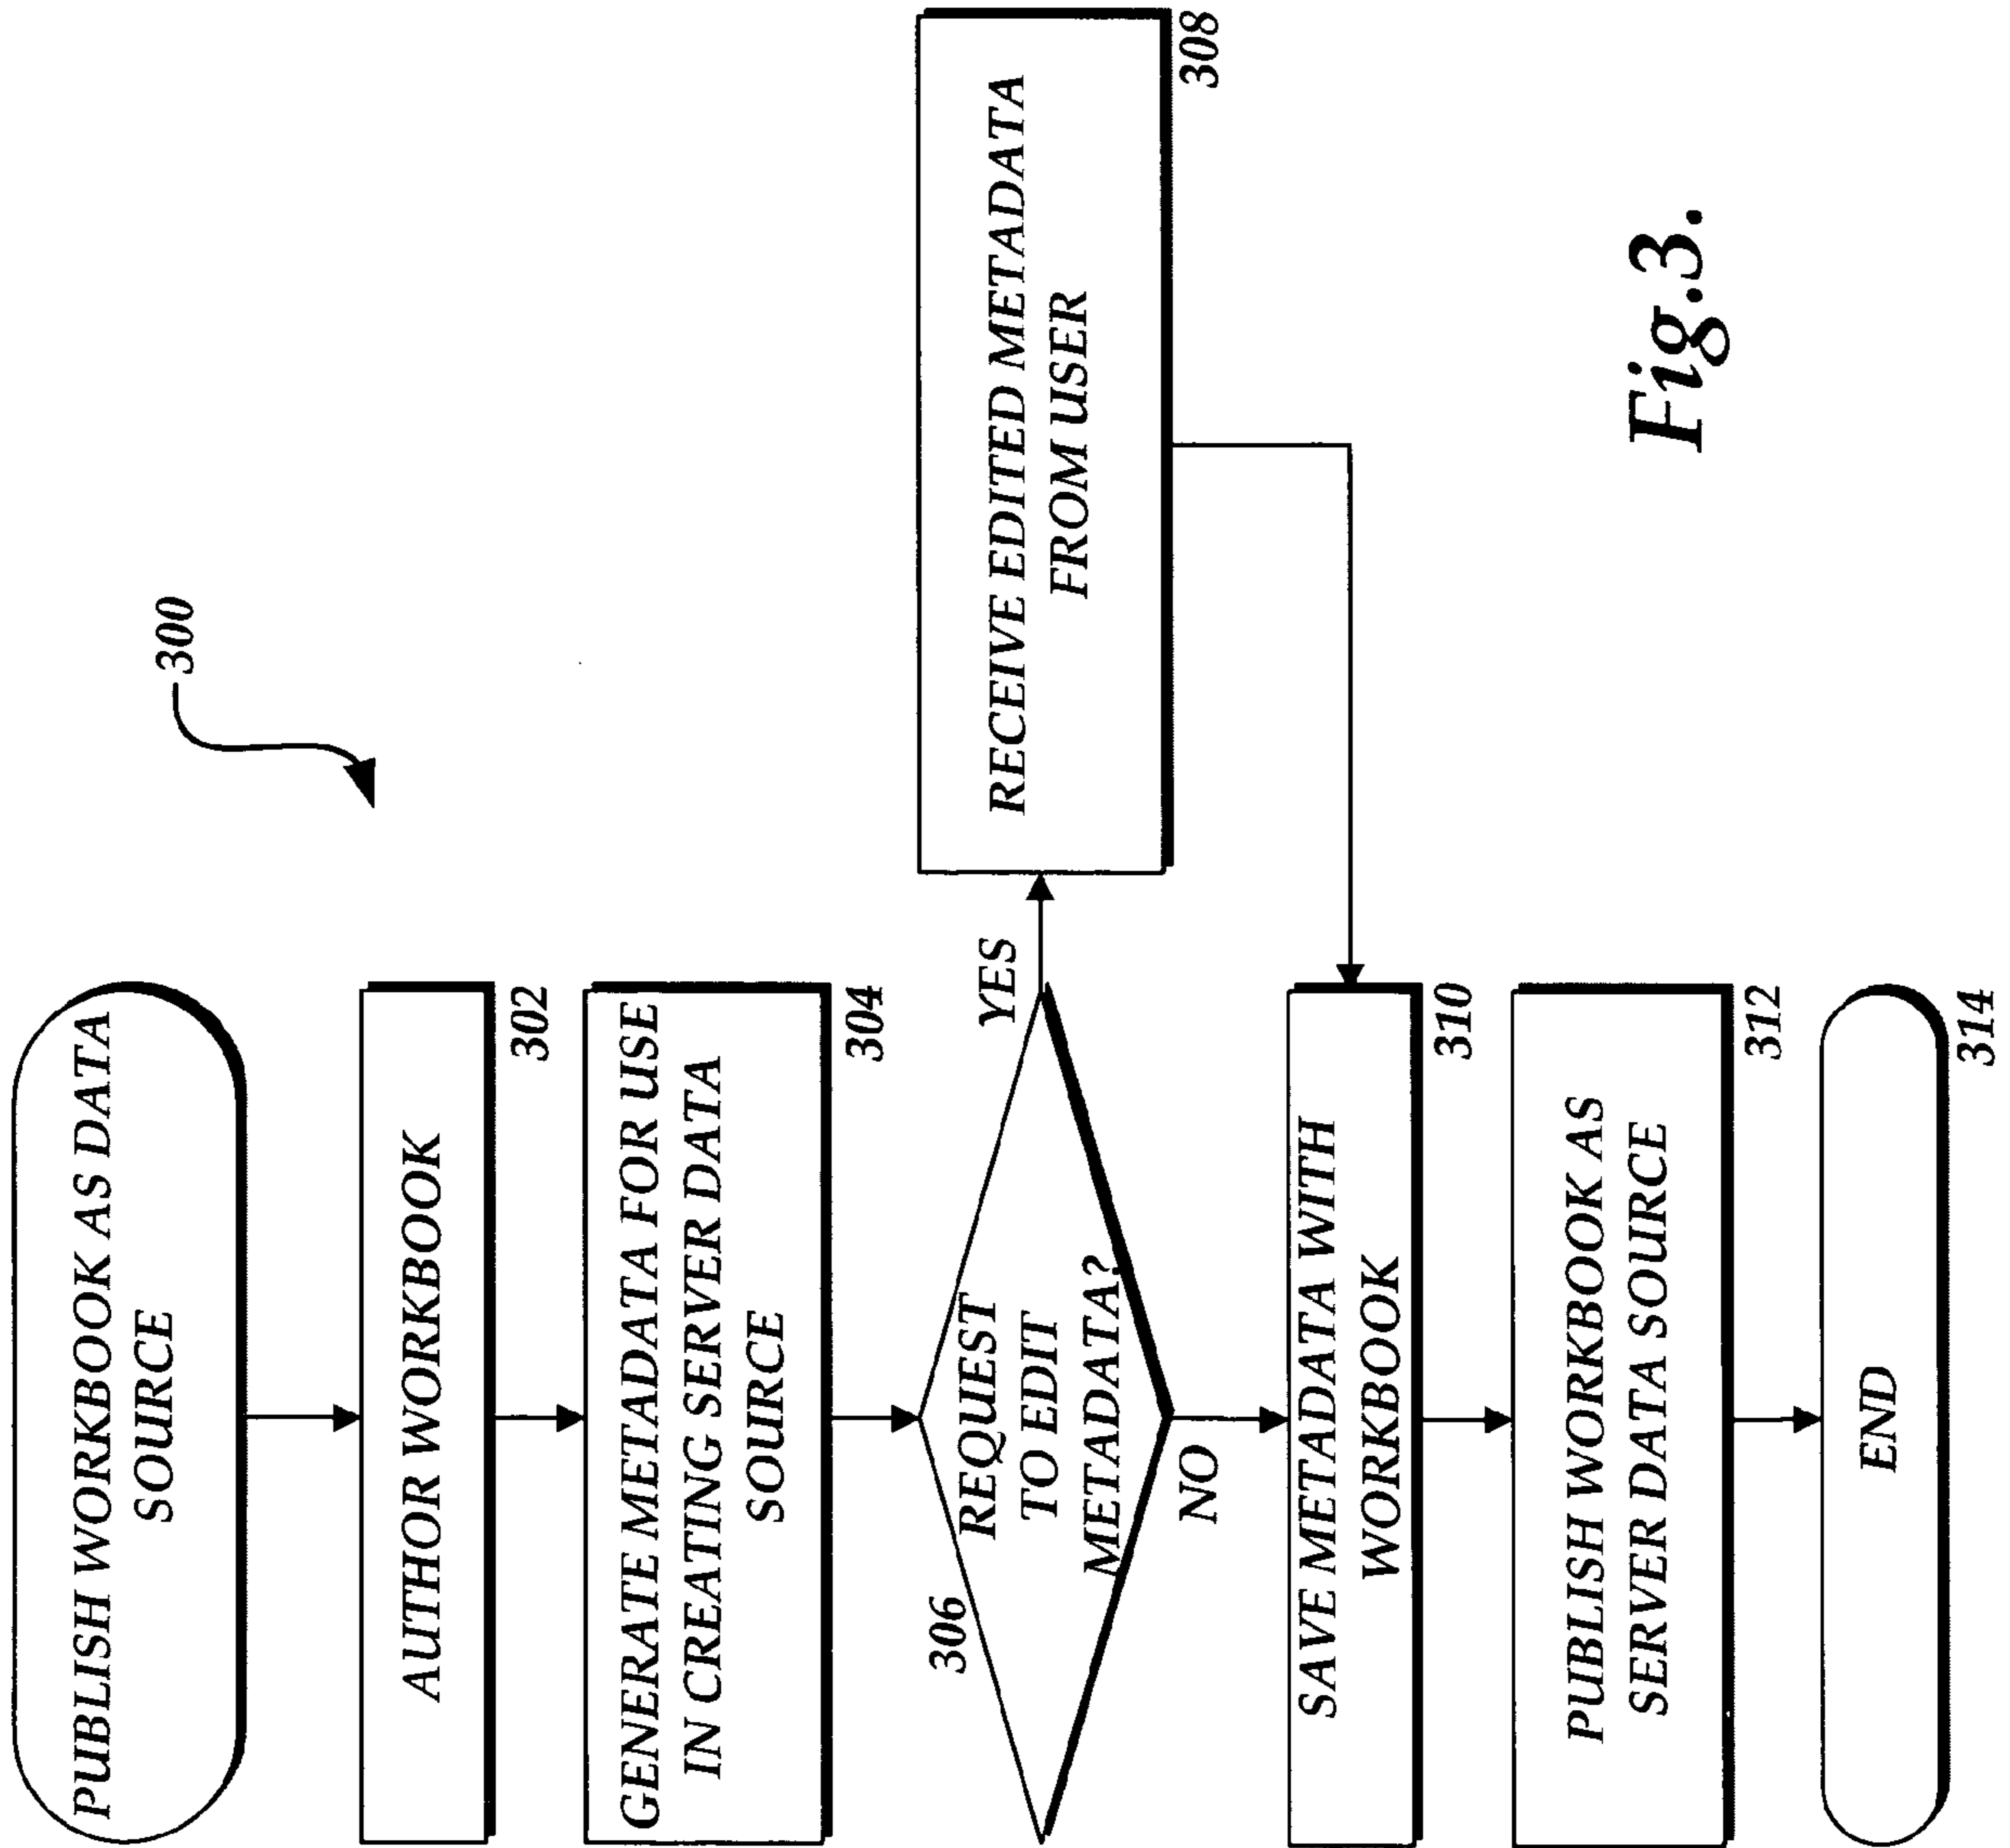 300
PUBLISH WORKBOOK AS DATA
SOURCE
AUTHOR WORKBOOK
302
GENERATE METADATA FOR USE
IN CREATING SERVER DATA
SOURCE
304
306
REQUEST
TO EDIT
METADATA?
YES
NO
RECEIVE EDITED METADATA
FROM USER
308
SAVE METADATA WITH
WORKBOOK
310
PUBLISH WORKBOOK AS
SERVER DATA SOURCE
312
END
314
Fig.3.